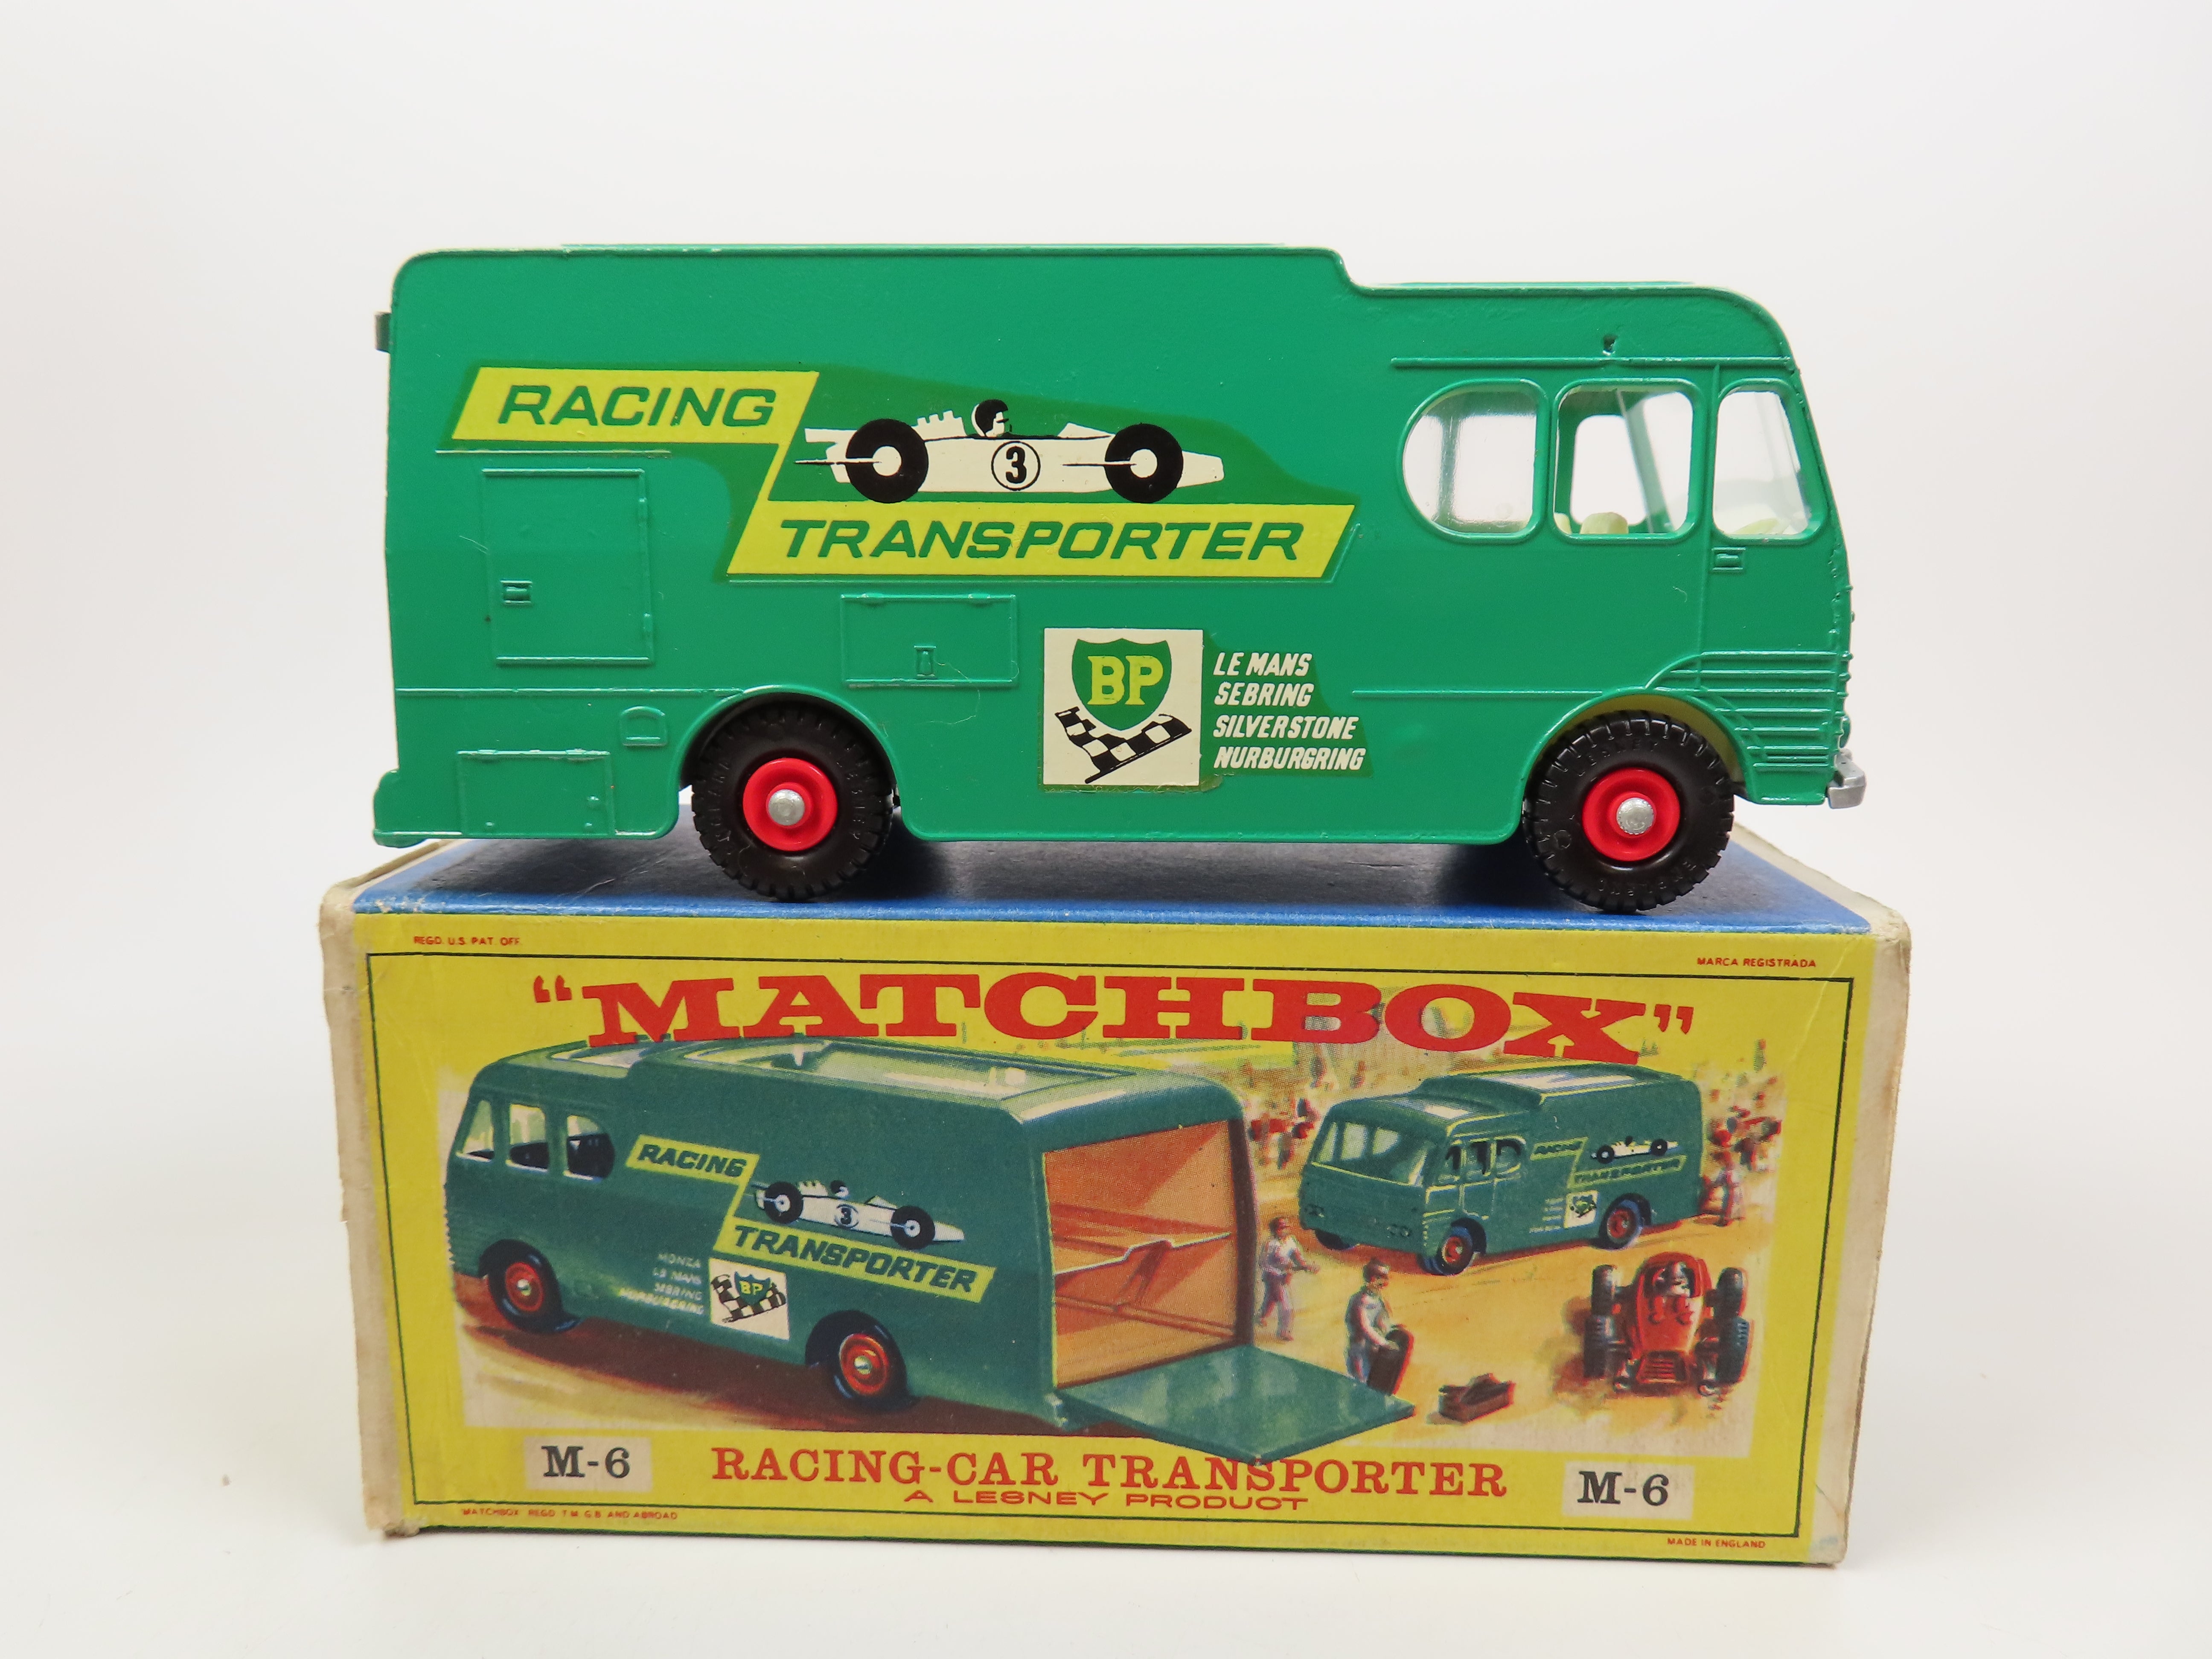 RACING
3
TRANSPORTER
BP
LE MANS
SEBRING
SILVERSTONE
NURBURGRING
REGD. U.S. PAT. OFF.
MARCA REGISTRADA
"MATCHBOX"
RACING
3
TRANSPORTER
MONZA
LE MANS
SEBRING
NURBURGRING
BP
RACING
TRANSPORTER
M-6
RACING-CAR TRANSPORTER
M-6
A LESNEY PRODUCT
MATCHBOX REGD T.M. G.B. AND ABROAD
MADE IN ENGLAND